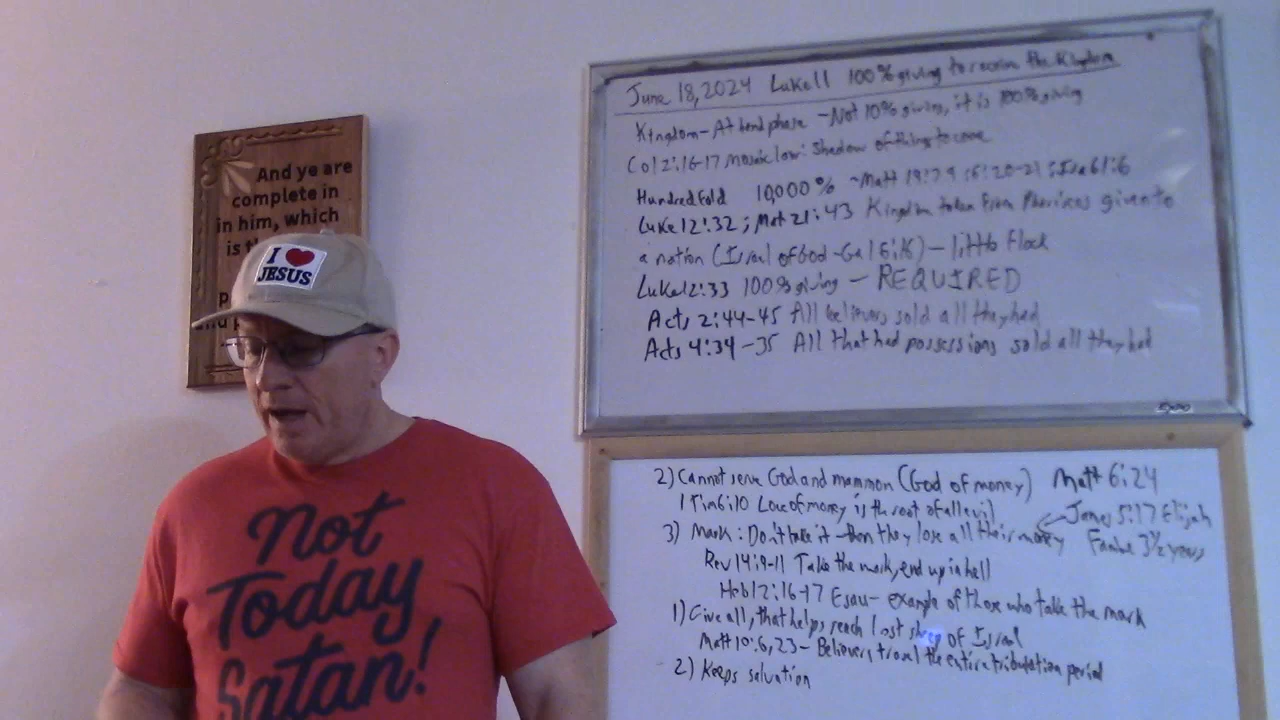 And ye are
complete in
in him, which
is th
P
I ❤ JESUS
Not
Today
Satan!
June 18, 2024 Luke 11 100% giving to receive the Kingdom
Kingdom - At hand phase - Not 10% giving, it is 100% giving
Col 2:16-17 Mosaic law: Shadow of things to come
Hundredfold 10,000% ~Matt 19:29
Luke 12:32; Mat 21:43 Kingdom taken from Pharisees given to
a nation (Israel of God - Gal 6:16) - little flock
Luke 12:33 100% giving - REQUIRED
Acts 2:44-45 All believers sold all they had
Acts 4:34-35 All that had possessions sold all they had
2) Cannot serve God and mammon (God of money) Matt 6:24
1 Tim 6:10 Love of money is the root of all evil
James 5:17 Elijah
3) Mark: Don't take it - then they lose all their money Famine 3 1/2 years
Rev 14:9-11 Take the mark, end up in hell
Heb 12:16-17 Esau - example of those who take the mark
1) Give all, that helps reach lost sheep of Israel
Matt 10:6, 23 - Believers travel the entire tribulation period
2) Keeps salvation